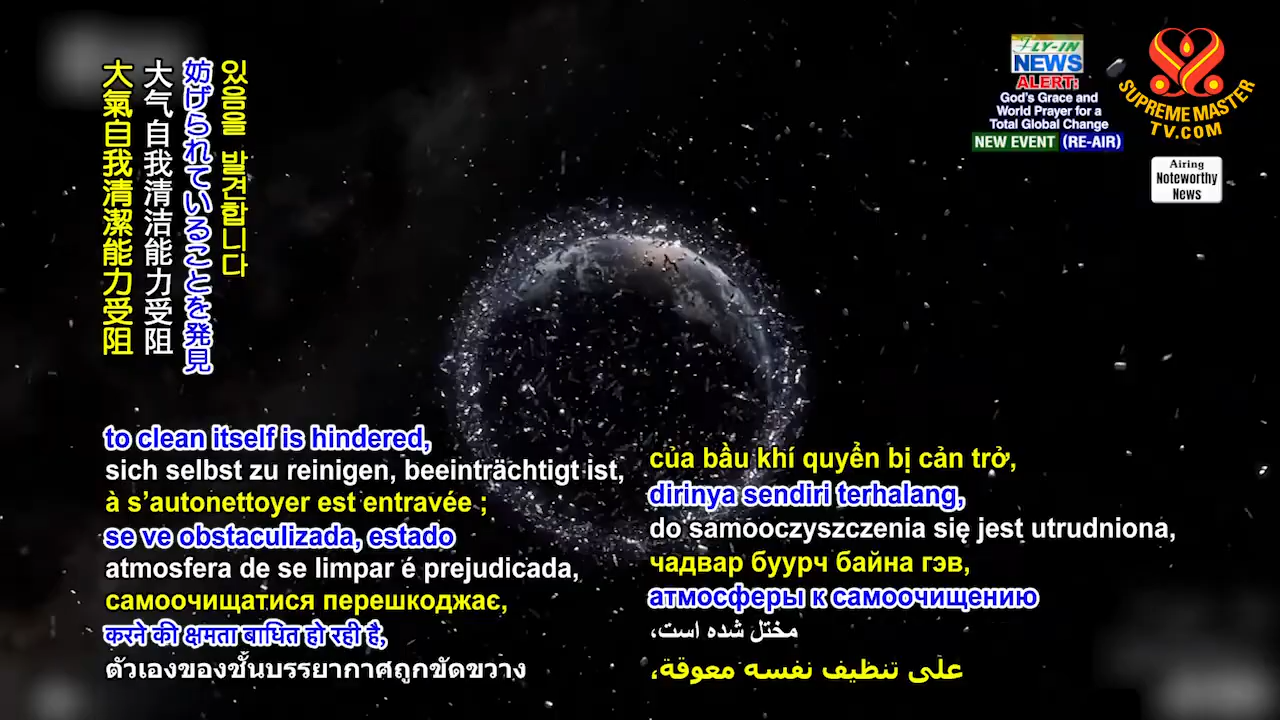 있음을 발견합니다
妨げられていることを発見
大气自我清洁能力受阻
大氣自我清潔能力受阻
FLY-IN
NEWS
ALERT:
God's Grace and
World Prayer for a
Total Global Change
NEW EVENT (RE-AIR)
SUPREME MASTER
TV.COM
Airing
Noteworthy
News
to clean itself is hindered,
sich selbst zu reinigen, beeinträchtigt ist,
à s’autonettoyer est entravée ;
se ve obstaculizada, estado
atmosfera de se limpar é prejudicada,
самоочищатися перешкоджає,
करने की क्षमता बाधित हो रही है,
ตัวเองของชั้นบรรยากาศถูกขัดขวาง
của bầu khí quyển bị cản trở,
dirinya sendiri terhalang,
do samooczyszczenia się jest utrudniona,
чадвар буурч байна гэв,
атмосферы к самоочищению
مختل شده است،
على تنظيف نفسه معوقة،